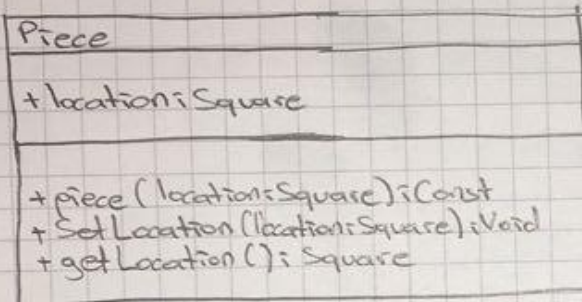 Piece
+ location: Square
+ piece (location: Square): Const
+ SetLocation (location: Square): Void
+ getLocation (): Square